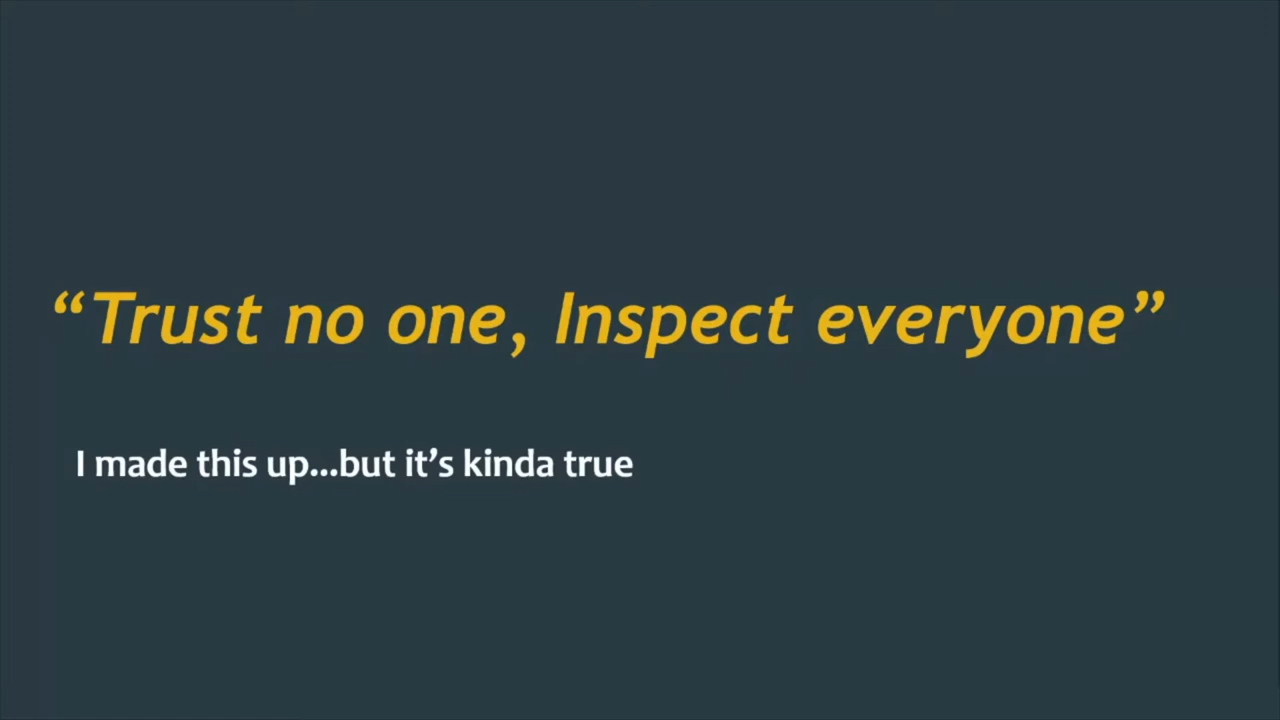 “Trust no one, Inspect everyone”
I made this up...but it’s kinda true